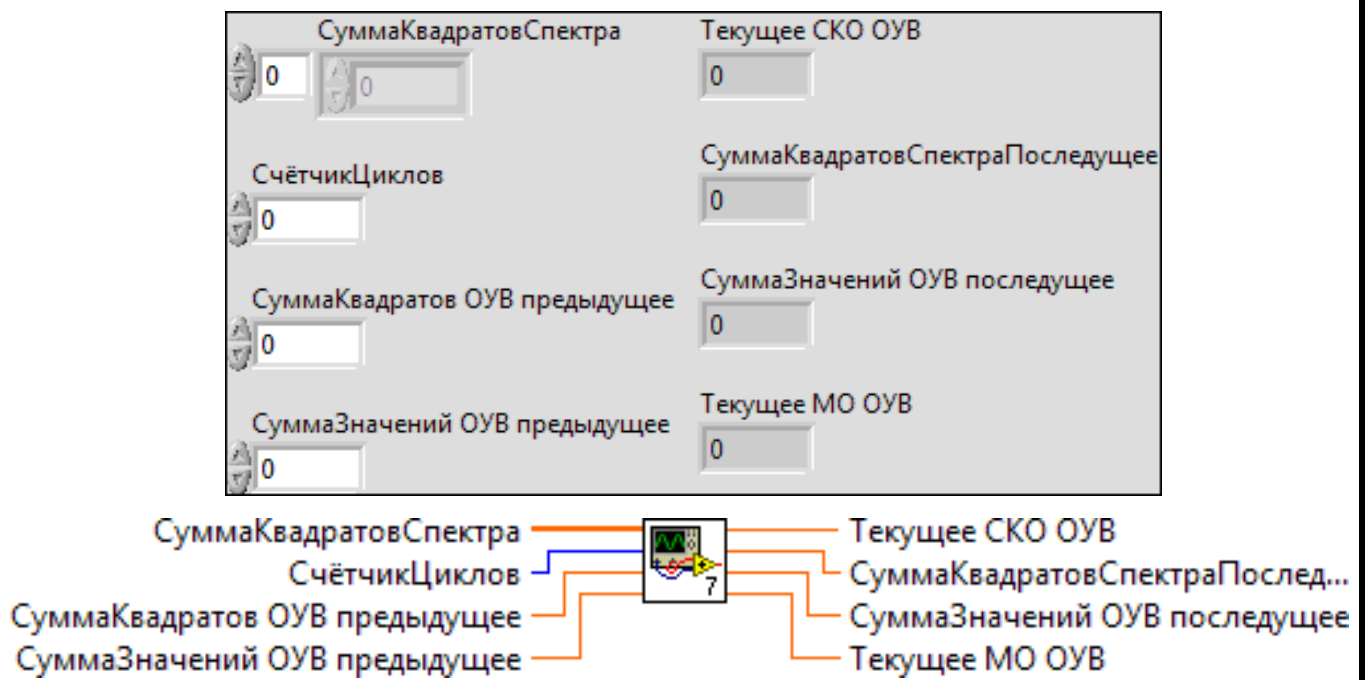 СуммаКвадратовСпектра
0
0
СчётчикЦиклов
0
СуммаКвадратов ОУВ предыдущее
0
СуммаЗначений ОУВ предыдущее
0
Текущее СКО ОУВ
0
СуммаКвадратовСпектраПоследущее
0
СуммаЗначений ОУВ последущее
0
Текущее МО ОУВ
0
СуммаКвадратовСпектра
СчётчикЦиклов
СуммаКвадратов ОУВ предыдущее
СуммаЗначений ОУВ предыдущее
7
Текущее СКО ОУВ
СуммаКвадратовСпектраПослед...
СуммаЗначений ОУВ последущее
Текущее МО ОУВ